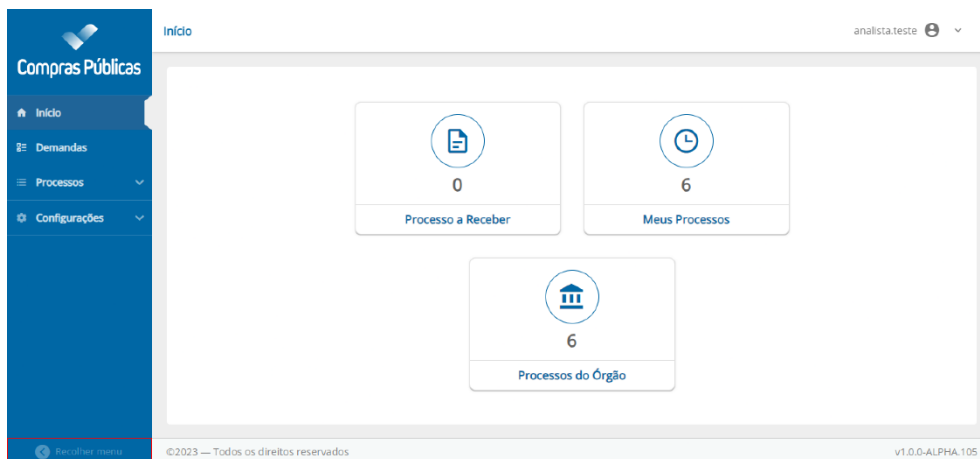 Compras Públicas
Início
Demandas
Processos
Configurações
Recolher menu
Início
analista.teste
0
Processo a Receber
6
Meus Processos
6
Processos do Órgão
©2023 — Todos os direitos reservados
v1.0.0-ALPHA.105